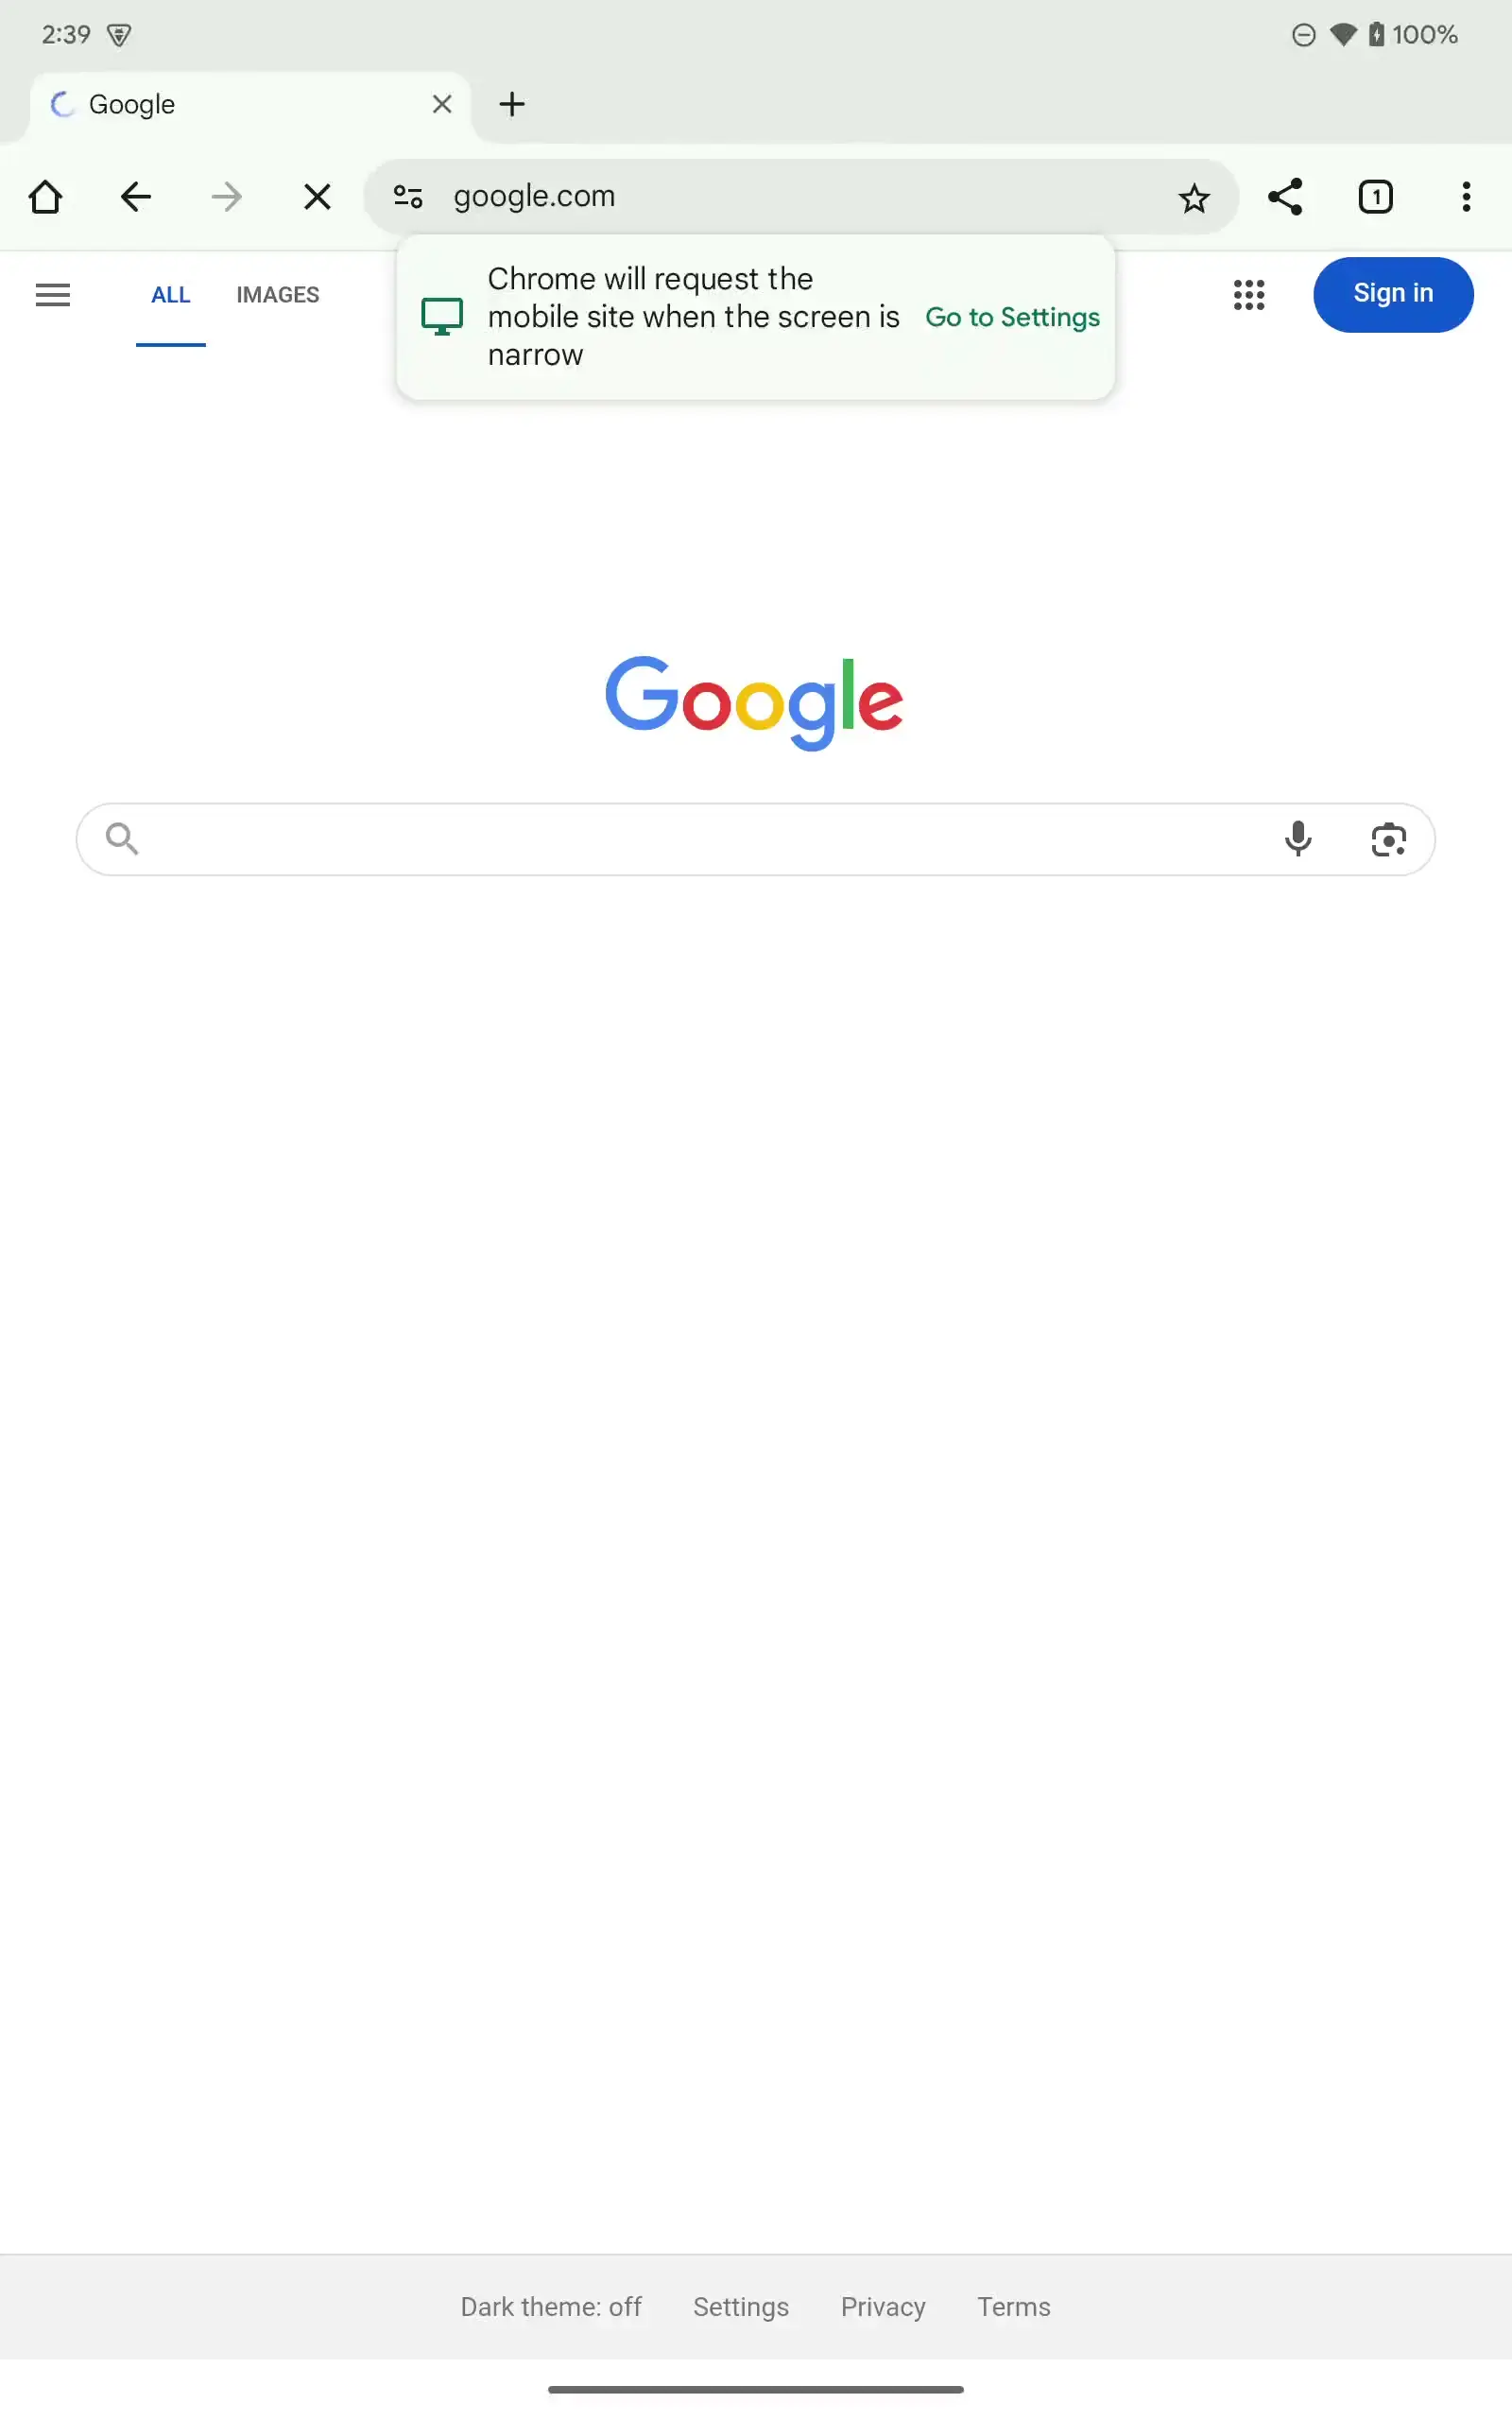 2:39
100%
Google
google.com
1
ALL
IMAGES
Chrome will request the
mobile site when the screen is
narrow
Go to Settings
Sign in
Google
Dark theme: off
Settings
Privacy
Terms